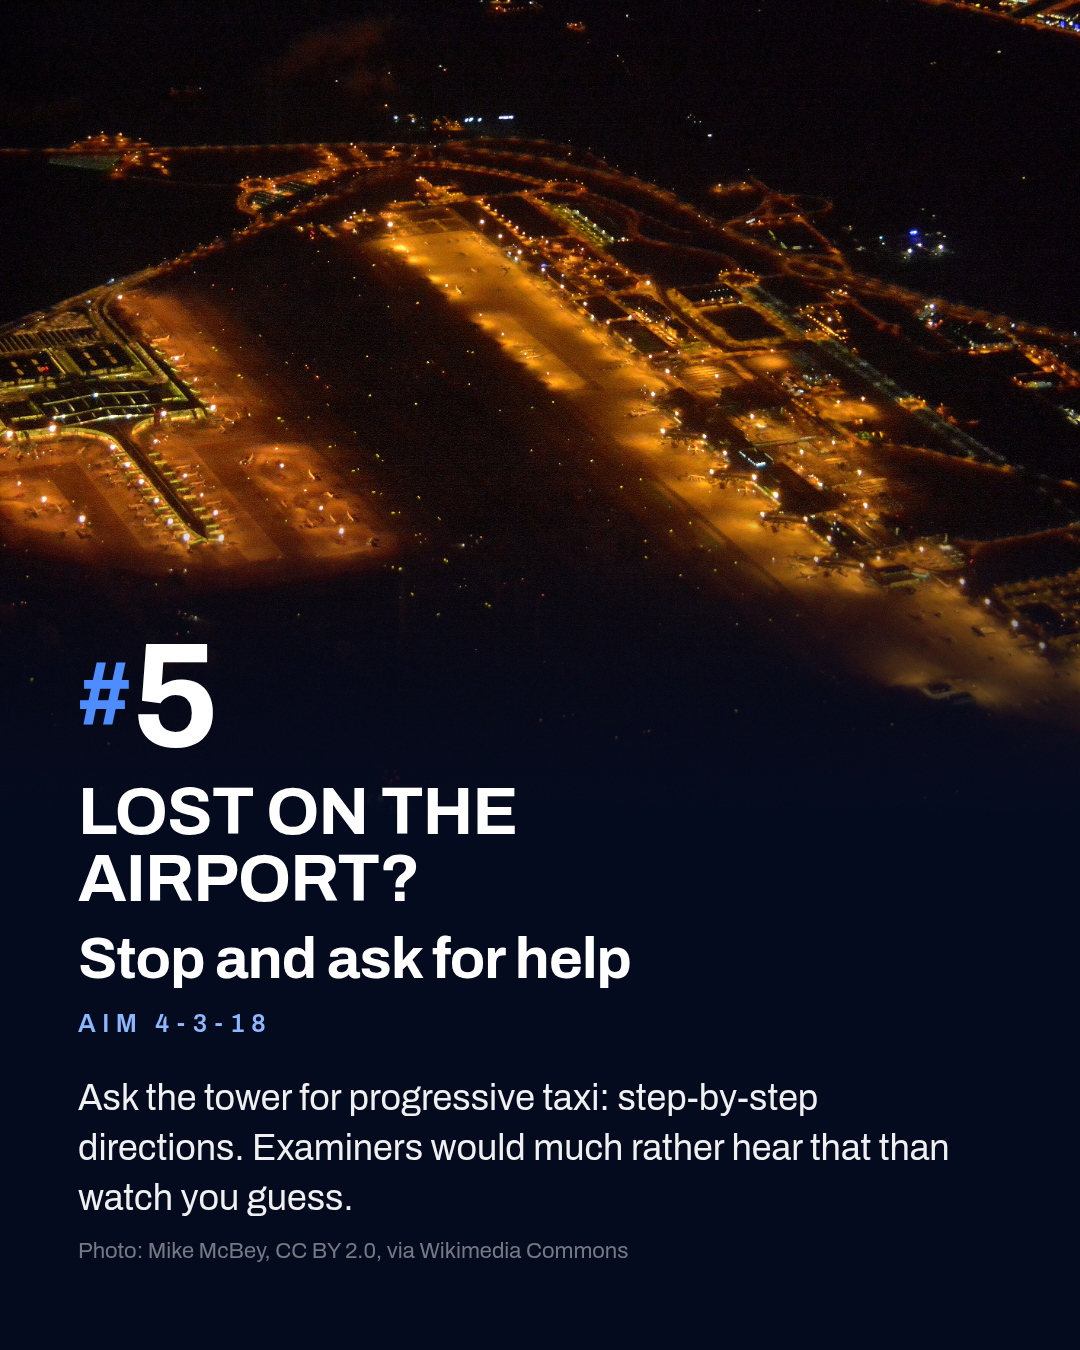 #5
LOST ON THE
AIRPORT?
Stop and ask for help
AIM 4-3-18
Ask the tower for progressive taxi: step-by-step
directions. Examiners would much rather hear that than
watch you guess.
Photo: Mike McBey, CC BY 2.0, via Wikimedia Commons